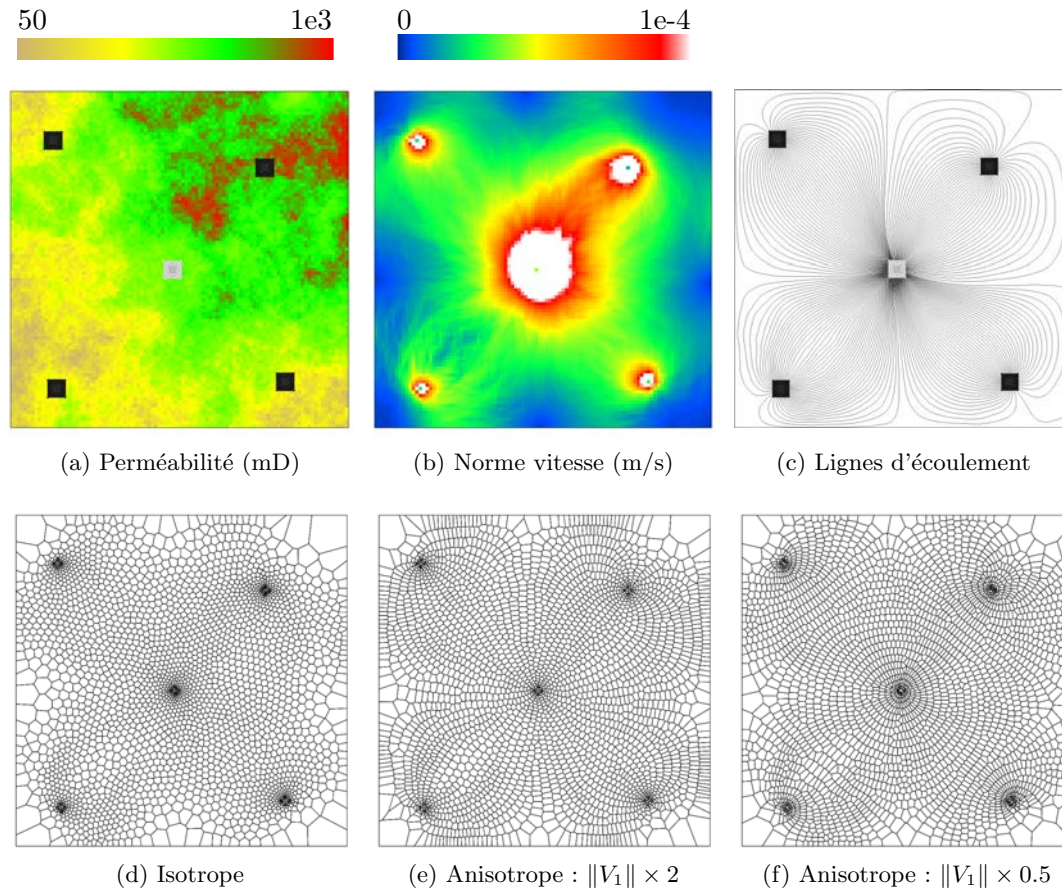 50 1e3
0 1e-4
(a) Perméabilité (mD)
(b) Norme vitesse (m/s)
(c) Lignes d'écoulement
(d) Isotrope
(e) Anisotrope : ‖V₁‖ × 2
(f) Anisotrope : ‖V₁‖ × 0.5